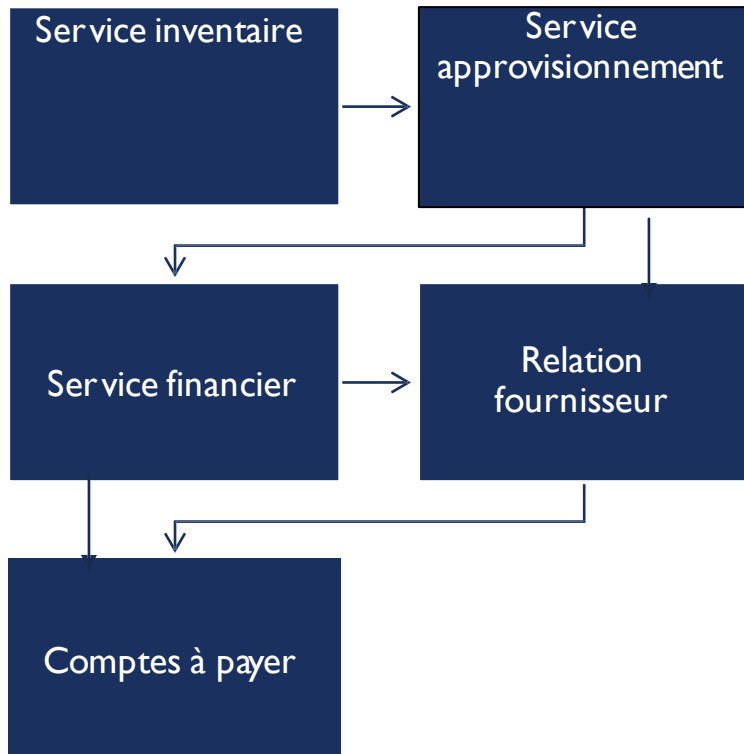 Service inventaire
Service
approvisionnement
Service financier
Relation
fournisseur
Comptes à payer